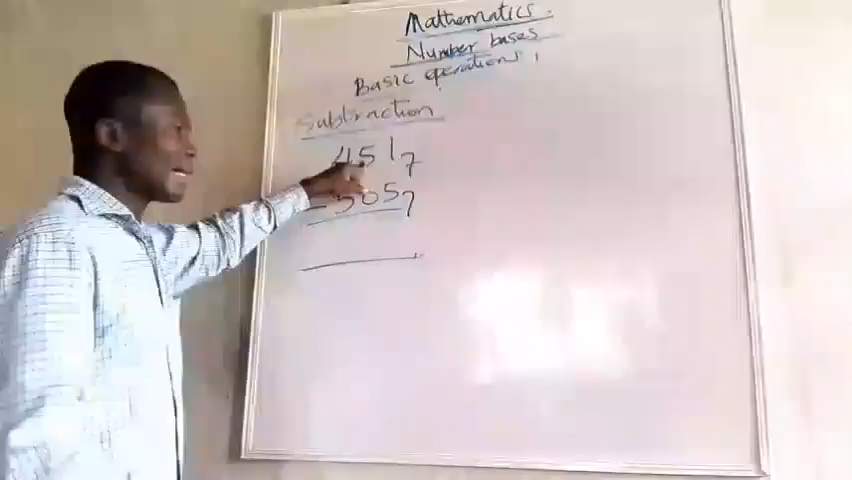 Mathematics.
Number bases
Basic operations,
Subtraction
451₇
- 305₇